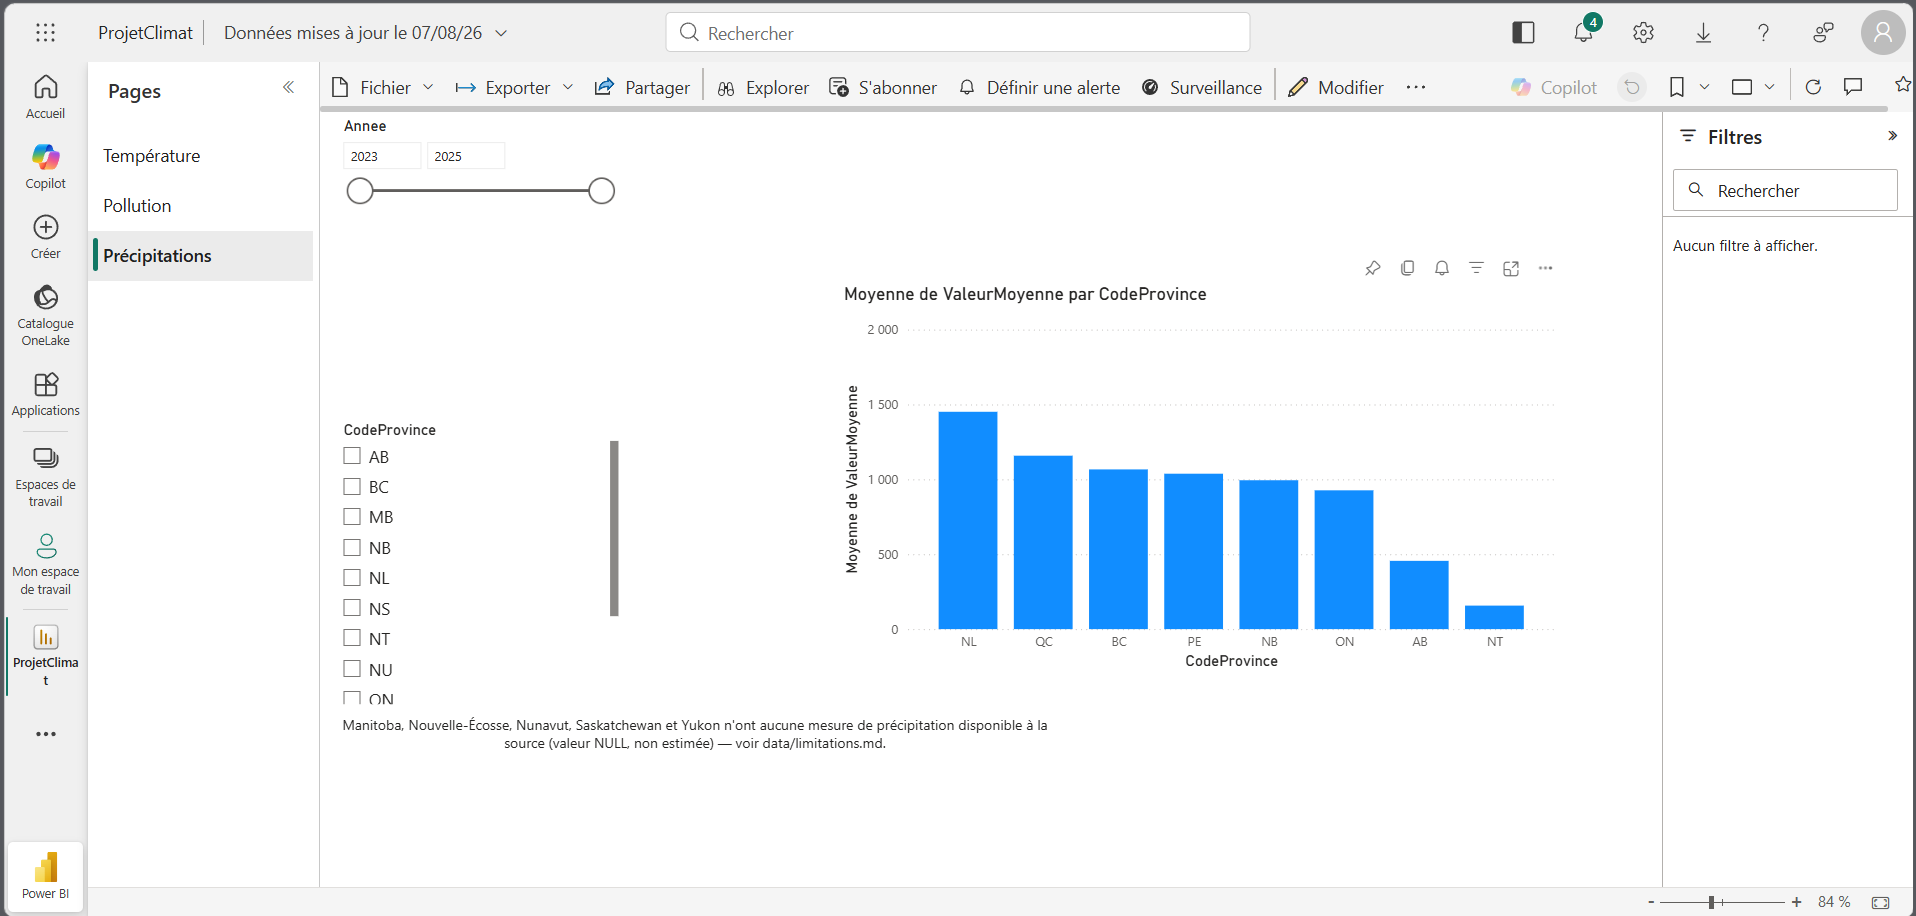 ProjetClimat
Données mises à jour le 07/08/26
Rechercher
4
Accueil
Copilot
Créer
Catalogue
OneLake
Applications
Espaces de
travail
Mon espace
de travail
ProjetClima
t
Power BI
Pages
Température
Pollution
Précipitations
Fichier
Exporter
Partager
Explorer
S'abonner
Définir une alerte
Surveillance
Modifier
Copilot
Annee
2023
2025
CodeProvince
AB
BC
MB
NB
NL
NS
NT
NU
ON
Moyenne de ValeurMoyenne par CodeProvince
Moyenne de ValeurMoyenne
2 000
1 500
1 000
500
0
NL QC BC PE NB ON AB NT
CodeProvince
Manitoba, Nouvelle-Écosse, Nunavut, Saskatchewan et Yukon n'ont aucune mesure de précipitation disponible à la
source (valeur NULL, non estimée) — voir data/limitations.md.
Filtres
Rechercher
Aucun filtre à afficher.
- + 84 %